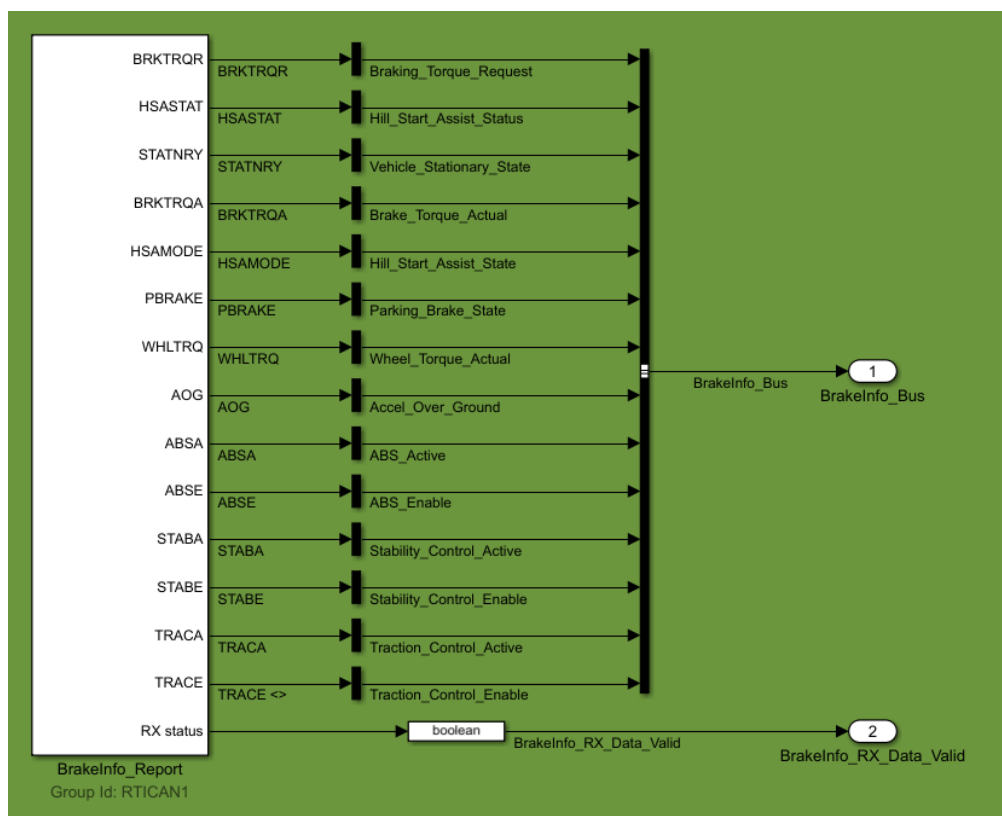 BRKTRQR BRKTRQR Braking_Torque_Request
HSASTAT HSASTAT Hill_Start_Assist_Status
STATNRY STATNRY Vehicle_Stationary_State
BRKTRQA BRKTRQA Brake_Torque_Actual
HSAMODE HSAMODE Hill_Start_Assist_State
PBRAKE PBRAKE Parking_Brake_State
WHLTRQ WHLTRQ Wheel_Torque_Actual
BrakeInfo_Bus 1
BrakeInfo_Bus
AOG AOG Accel_Over_Ground
ABSA ABSA ABS_Active
ABSE ABSE ABS_Enable
STABA STABA Stability_Control_Active
STABE STABE Stability_Control_Enable
TRACA TRACA Traction_Control_Active
TRACE TRACE <> Traction_Control_Enable
RX status boolean BrakeInfo_RX_Data_Valid 2
BrakeInfo_RX_Data_Valid
BrakeInfo_Report
Group Id: RTICAN1